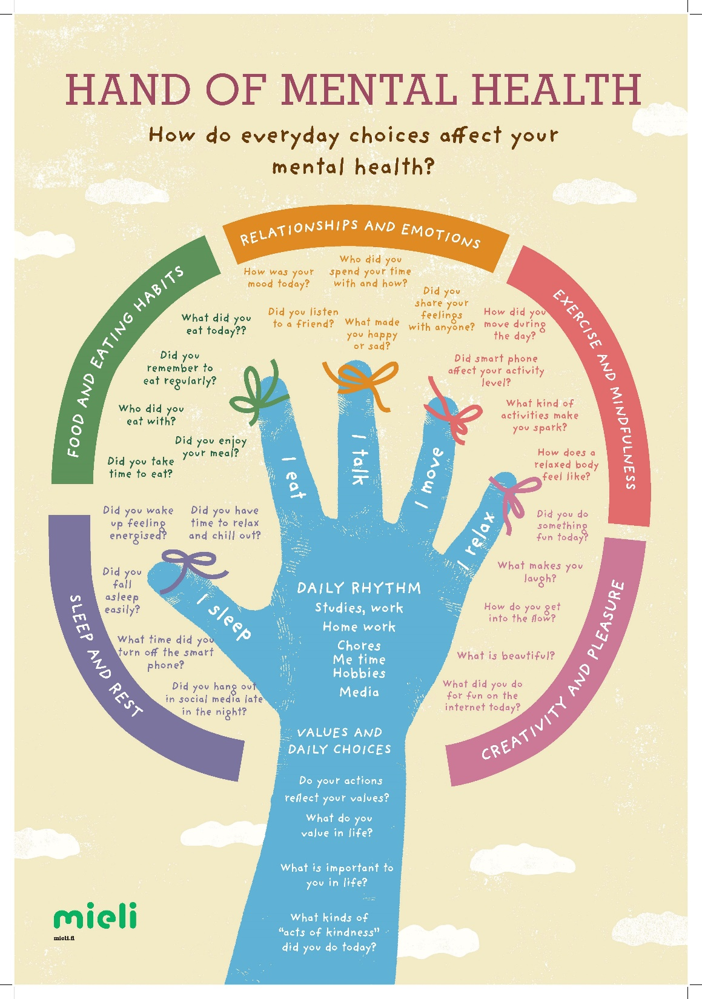 HAND OF MENTAL HEALTH
How do everyday choices affect your
mental health?
RELATIONSHIPS AND EMOTIONS
How was your
mood today?
Who did you
spend your time
with and how?
Did you listen
to a friend?
What made
you happy
or sad?
Did you
share your
feelings
with anyone?
EXERCISE AND MINDFULNESS
How did you
move during
the day?
Did smart phone
affect your activity
level?
What kind of
activities make
you spark?
How does a
relaxed body
feel like?
FOOD AND EATING HABITS
What did you
eat today??
Did you
remember to
eat regularly?
Who did you
eat with?
Did you enjoy
your meal?
Did you take
time to eat?
I eat
I talk
I move
I relax
I sleep
SLEEP AND REST
Did you wake
up feeling
energised?
Did you have
time to relax
and chill out?
Did you
fall
asleep
easily?
What time did you
turn off the smart
phone?
Did you hang out
in social media late
in the night?
CREATIVITY AND PLEASURE
Did you do
something
fun today?
What makes you
laugh?
How do you get
into the flow?
What is beautiful?
What did you do
for fun on the
internet today?
DAILY RHYTHM
Studies, work
Home work
Chores
Me time
Hobbies
Media
VALUES AND
DAILY CHOICES
Do your actions
reflect your values?
What do you
value in life?
What is important to
you in life?
What kinds of
“acts of kindness”
did you do today?
mieli
mieli.fi